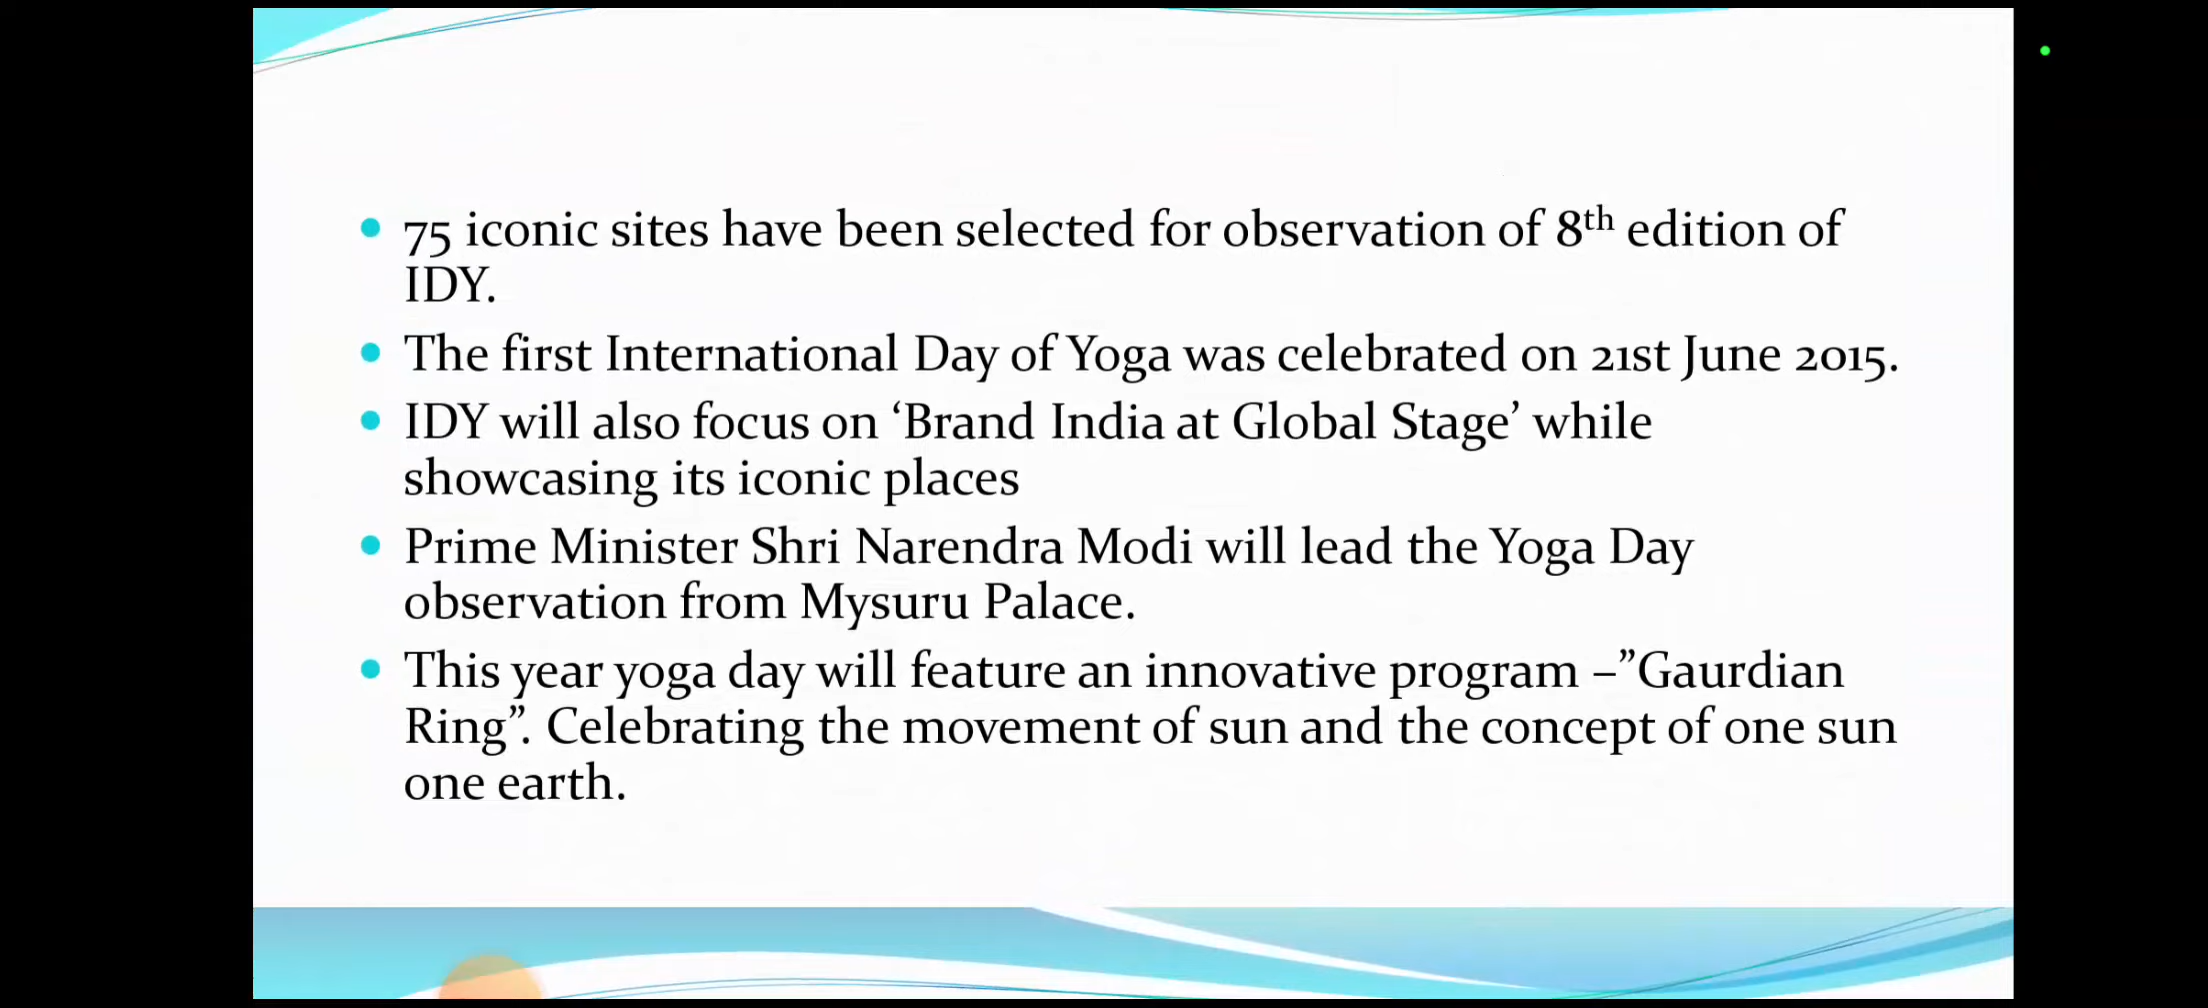 75 iconic sites have been selected for observation of 8th edition of
IDY.
The first International Day of Yoga was celebrated on 21st June 2015.
IDY will also focus on ‘Brand India at Global Stage’ while
showcasing its iconic places
Prime Minister Shri Narendra Modi will lead the Yoga Day
observation from Mysuru Palace.
This year yoga day will feature an innovative program –”Gaurdian
Ring”. Celebrating the movement of sun and the concept of one sun
one earth.